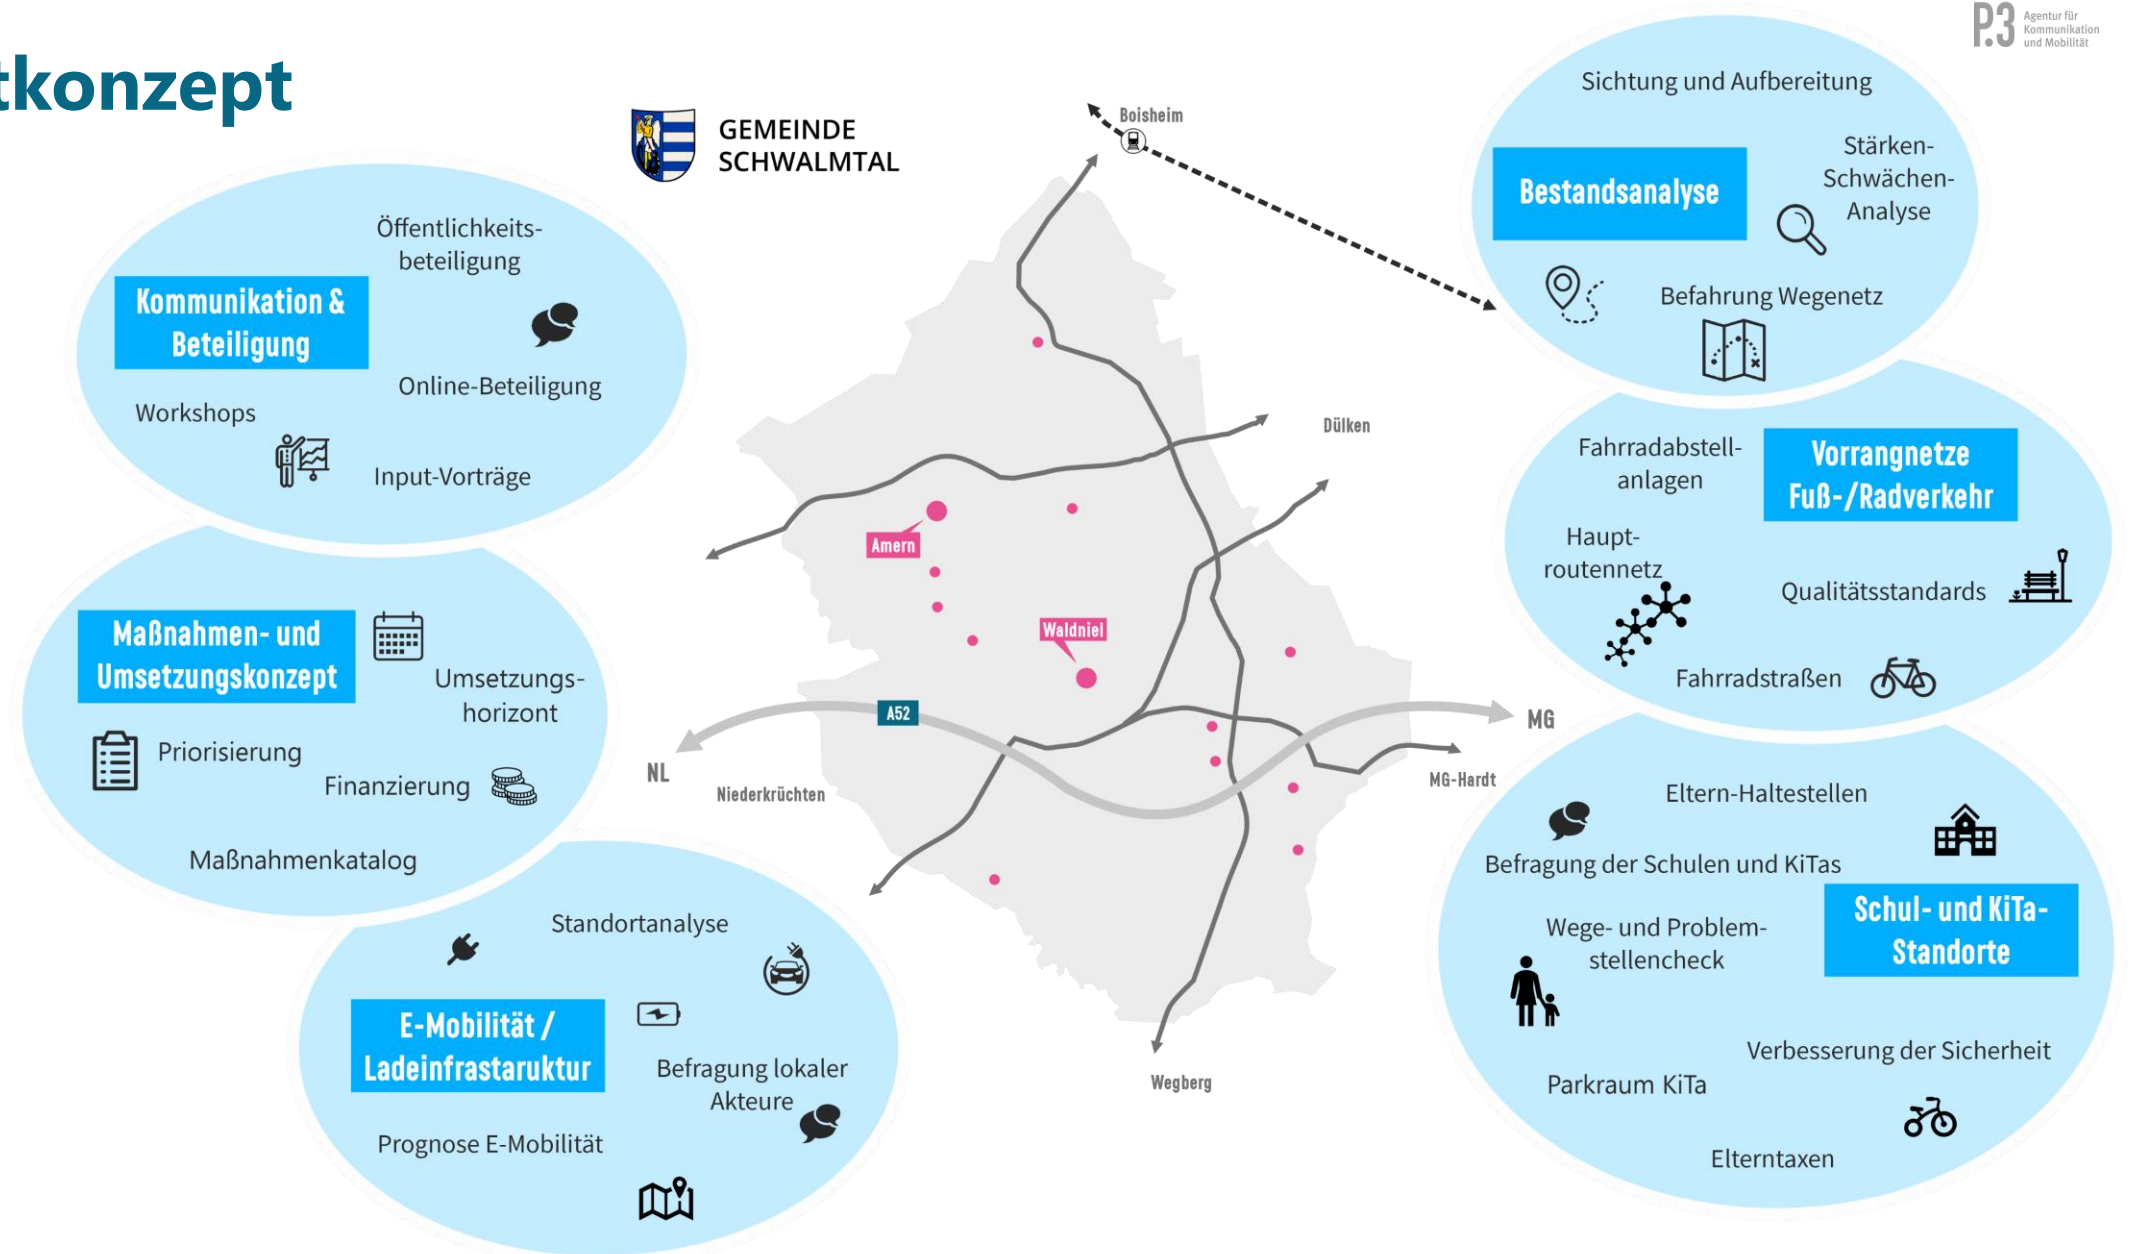 tkonzept
P.3 Agentur für
Kommunikation
und Mobilität
GEMEINDE
SCHWALMTAL
Kommunikation &
Beteiligung
Öffentlichkeits-
beteiligung
Online-Beteiligung
Workshops
Input-Vorträge
Maßnahmen- und
Umsetzungskonzept
Umsetzungs-
horizont
Priorisierung
Finanzierung
Maßnahmenkatalog
E-Mobilität /
Ladeinfrastaruktur
Standortanalyse
Befragung lokaler
Akteure
Prognose E-Mobilität
Boisheim
Dülken
Amern
Waldniel
A52
NL
Niederkrüchten
MG
MG-Hardt
Wegberg
Bestandsanalyse
Sichtung und Aufbereitung
Stärken-
Schwächen-
Analyse
Befahrung Wegenetz
Vorrangnetze
Fuß-/Radverkehr
Fahrradabstell-
anlagen
Haupt-
routennetz
Qualitätsstandards
Fahrradstraßen
Schul- und KiTa-
Standorte
Eltern-Haltestellen
Befragung der Schulen und KiTas
Wege- und Problem-
stellencheck
Verbesserung der Sicherheit
Parkraum KiTa
Elterntaxen